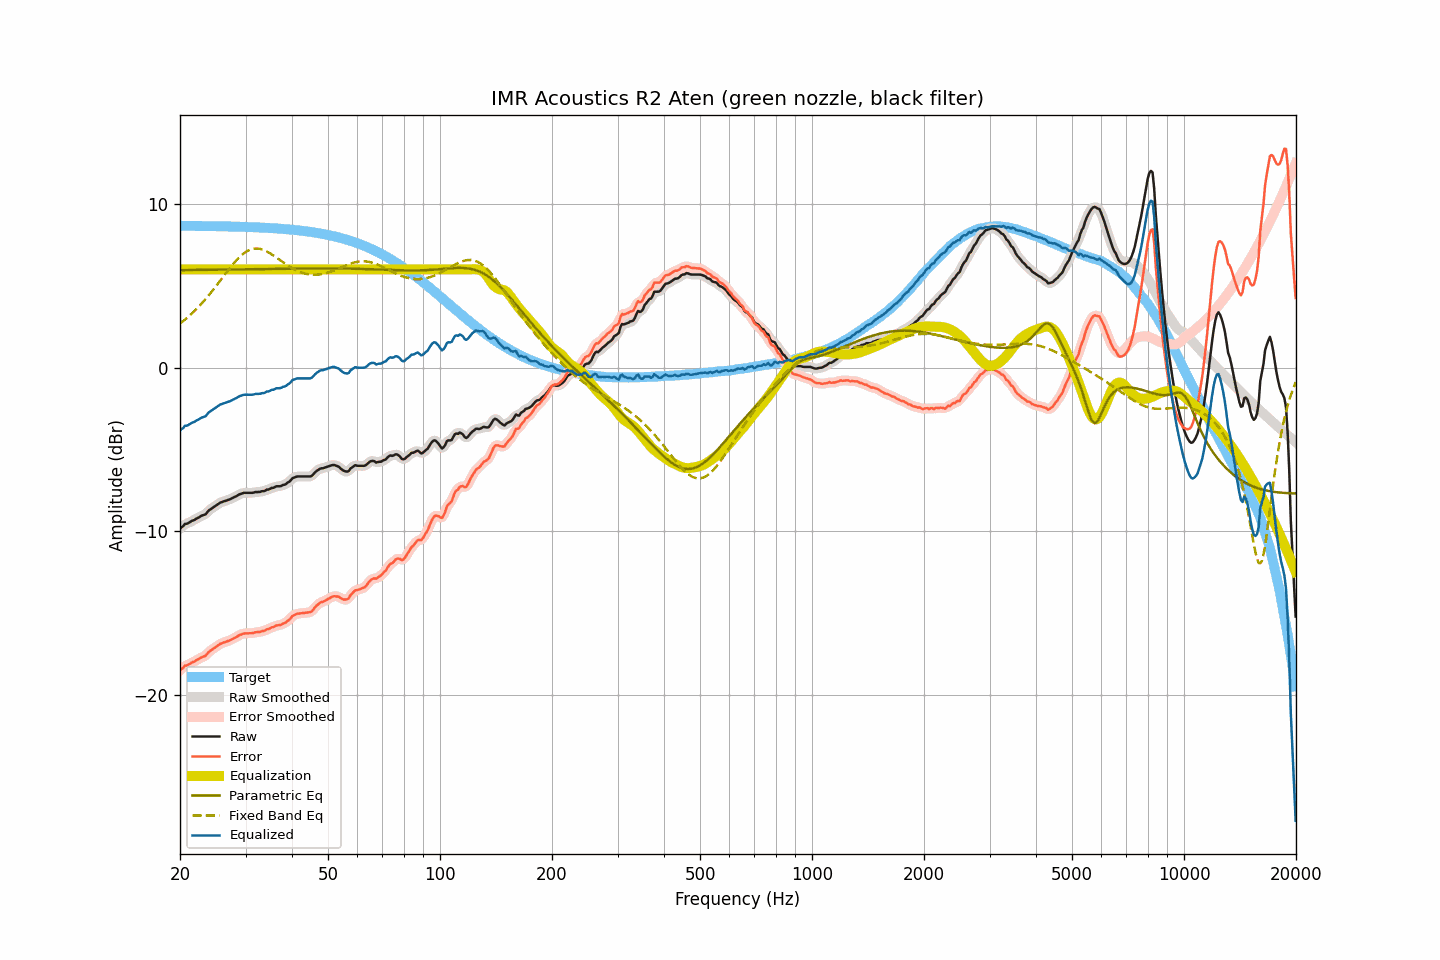 IMR Acoustics R2 Aten (green nozzle, black filter)
10
0
−10
−20
Amplitude (dBr)
Target
Raw Smoothed
Error Smoothed
Raw
Error
Equalization
Parametric Eq
Fixed Band Eq
Equalized
20 50 100 200 500 1000 2000 5000 10000 20000
Frequency (Hz)